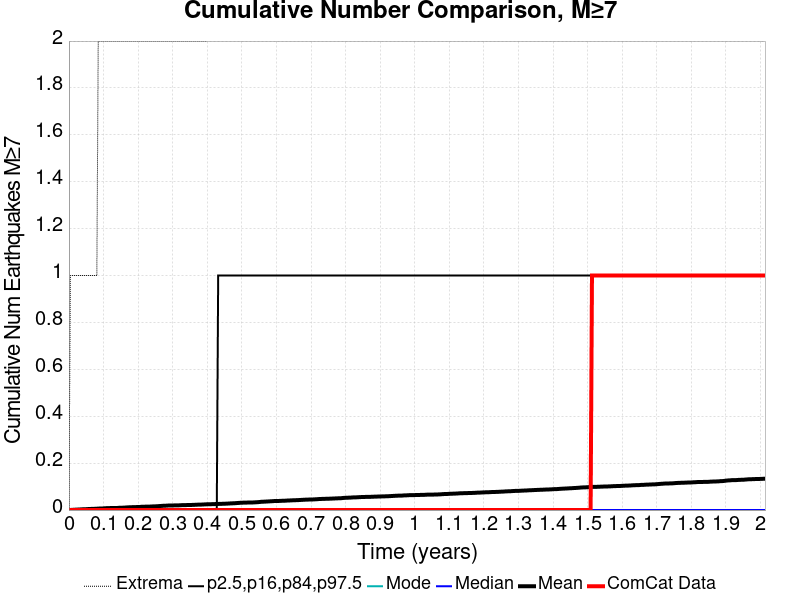 Cumulative Number Comparison, M≥7
Cumulative Num Earthquakes M≥7
2
1.8
1.6
1.4
1.2
1
0.8
0.6
0.4
0.2
0
0 0.1 0.2 0.3 0.4 0.5 0.6 0.7 0.8 0.9 1 1.1 1.2 1.3 1.4 1.5 1.6 1.7 1.8 1.9 2
Time (years)
Extrema p2.5,p16,p84,p97.5 Mode Median Mean ComCat Data